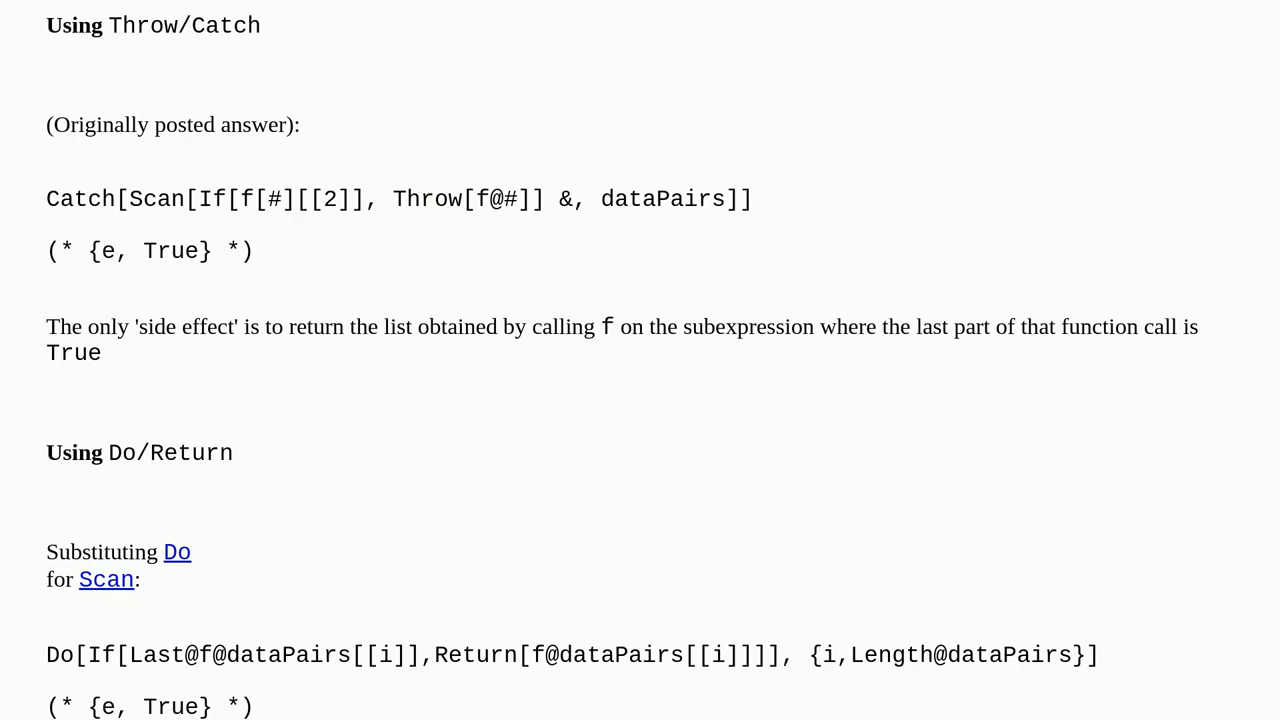 Using Throw/Catch
(Originally posted answer):
Catch[Scan[If[f[#][[2]], Throw[f@#]] &, dataPairs]]
(* {e, True} *)
The only 'side effect' is to return the list obtained by calling f on the subexpression where the last part of that function call is
True
Using Do/Return
Substituting Do
for Scan:
Do[If[Last@f@dataPairs[[i]],Return[f@dataPairs[[i]]]], {i,Length@dataPairs}]
(* {e, True} *)